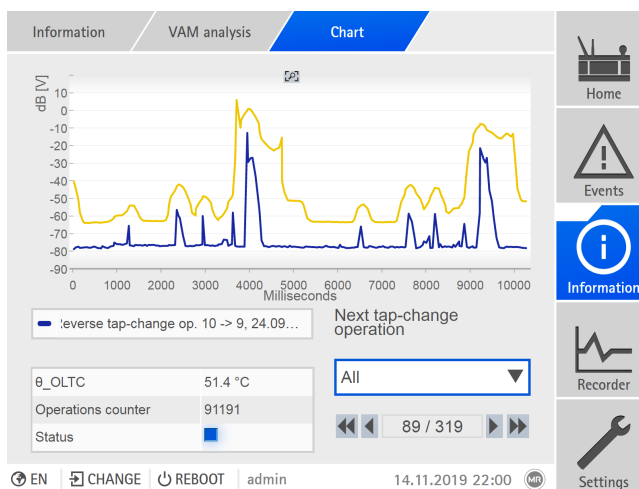 Information
VAM analysis
Chart
Home
Events
Information
Recorder
Settings
dB [V]
10
0
-10
-20
-30
-40
-50
-60
-70
-80
-90
0 1000 2000 3000 4000 5000 6000 7000 8000 9000 10000
Milliseconds
everse tap-change op. 10 -> 9, 24.09...
Next tap-change
operation
All
θ_OLTC 51.4 °C
Operations counter 91191
Status
89 / 319
EN CHANGE REBOOT admin 14.11.2019 22:00 MR